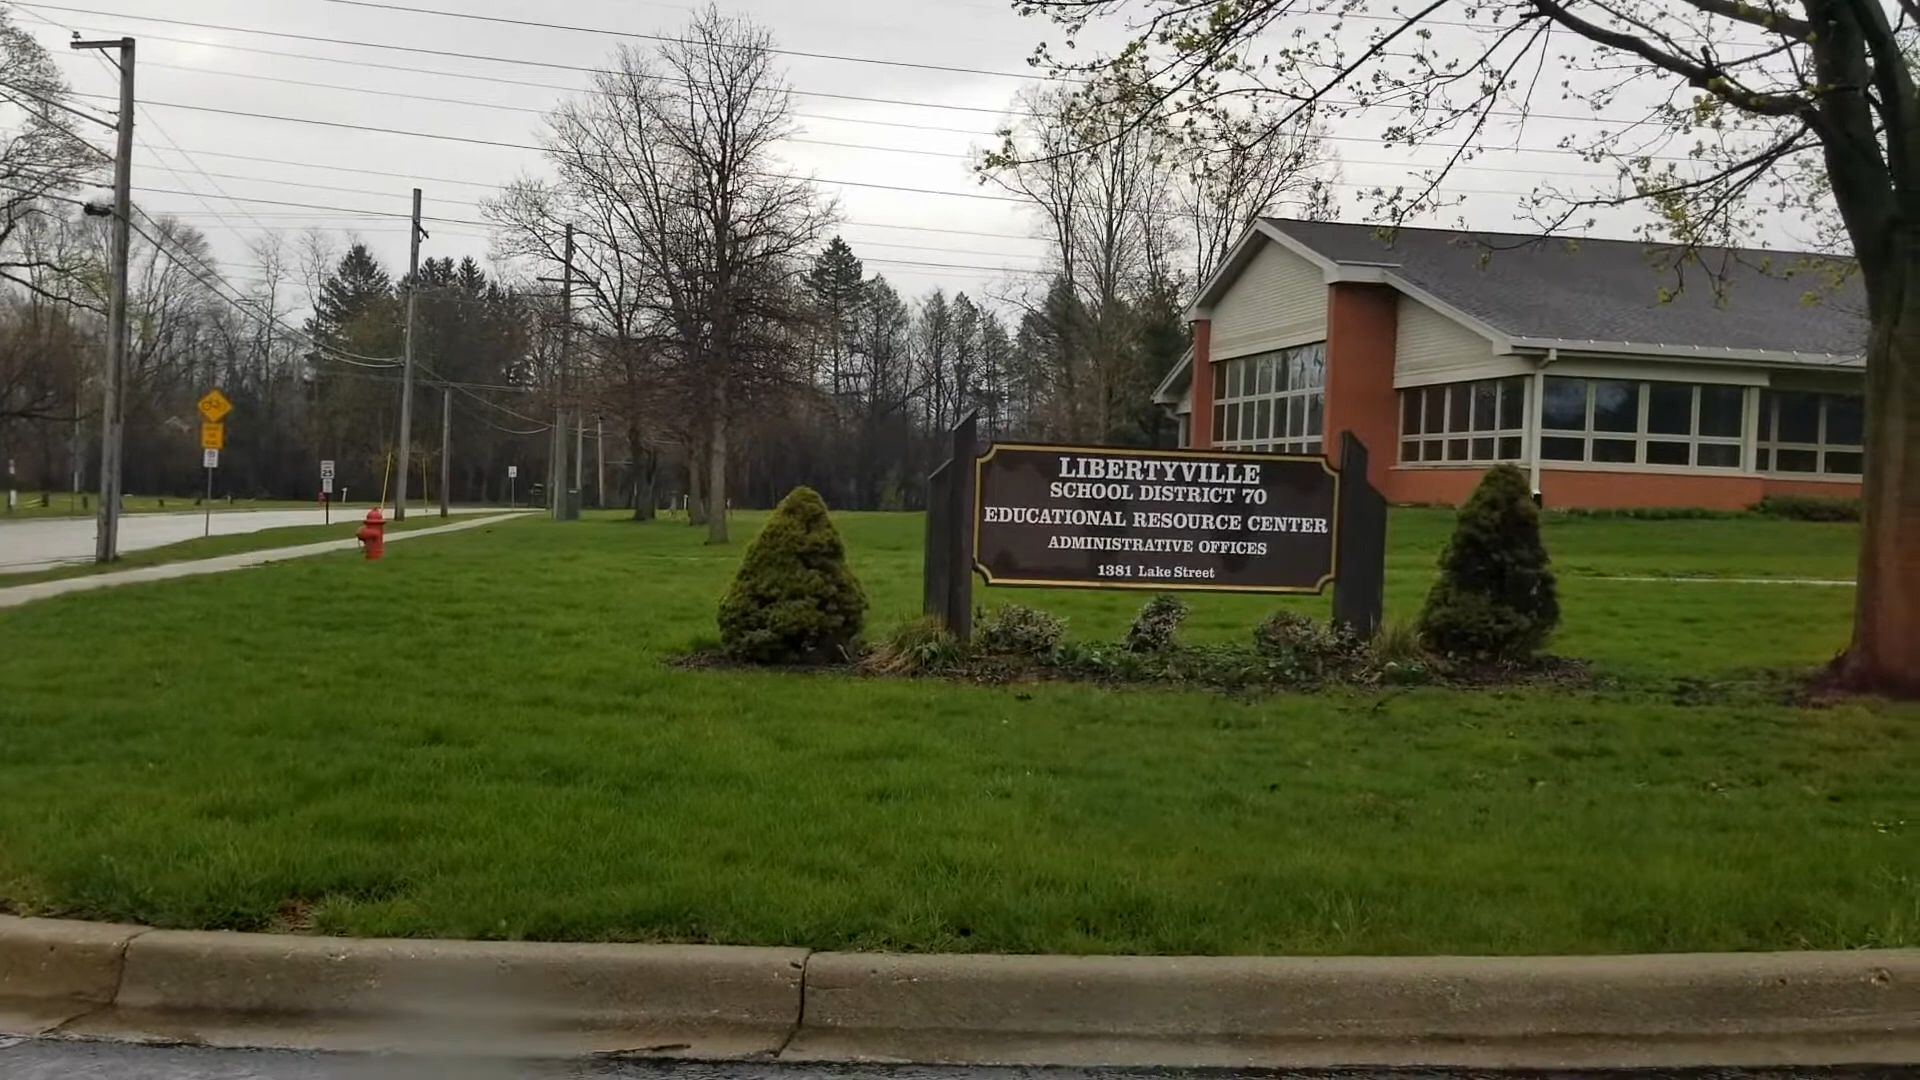 LIBERTYVILLE
SCHOOL DISTRICT 70
EDUCATIONAL RESOURCE CENTER
ADMINISTRATIVE OFFICES
1381 Lake Street